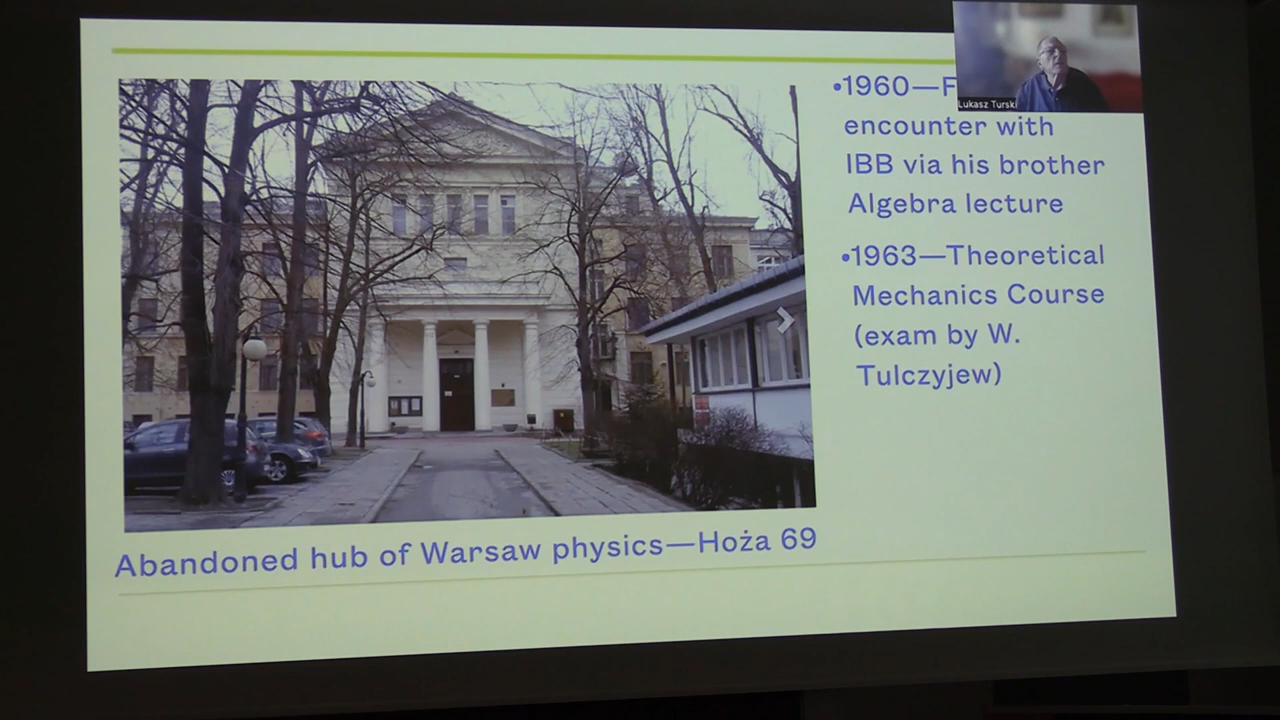 •1960—F
encounter with
IBB via his brother
Algebra lecture
•1963—Theoretical
Mechanics Course
(exam by W.
Tulczyjew)
Abandoned hub of Warsaw physics—Hoża 69
Lukasz Turski